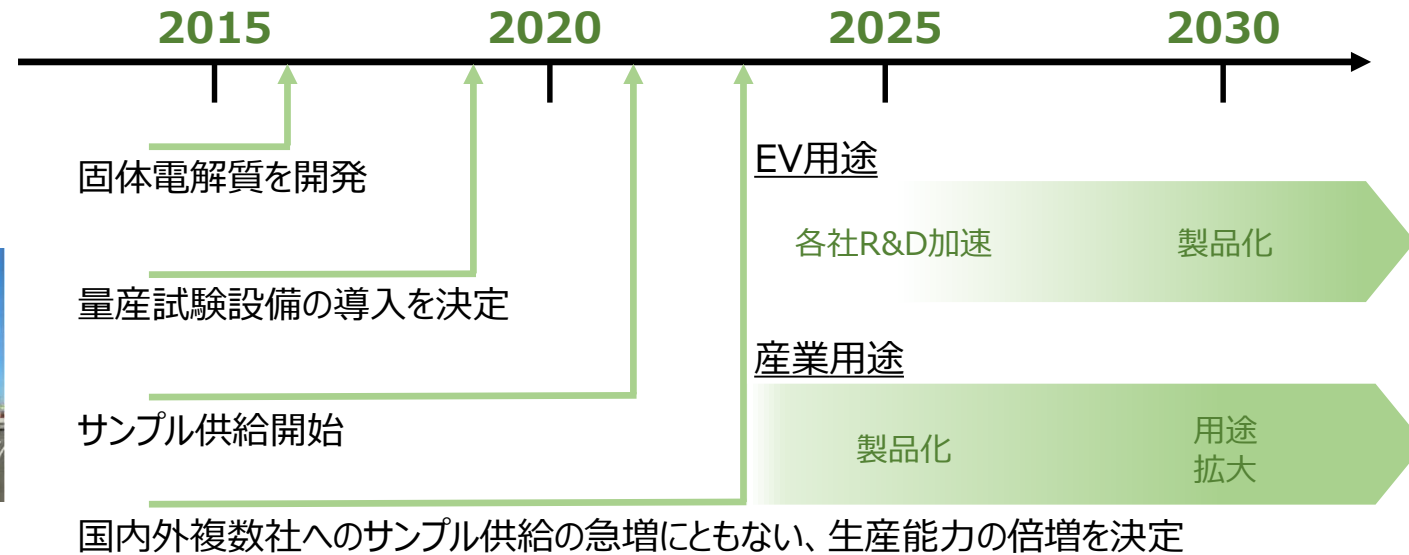 2015 2020 2025 2030
固体電解質を開発
量産試験設備の導入を決定
サンプル供給開始
国内外複数社へのサンプル供給の急増にともない、生産能力の倍増を決定
EV用途
各社R&D加速 製品化
産業用途
製品化 用途
拡大